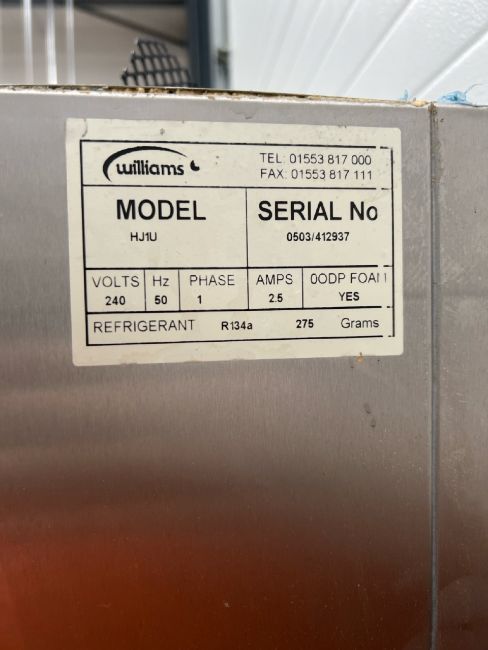 williams
TEL: 01553 817 000
FAX: 01553 817 111
MODEL
HJ1U
SERIAL No
0503/412937
VOLTS Hz PHASE AMPS 0ODP FOAM
240 50 1 2.5 YES
REFRIGERANT R134a 275 Grams